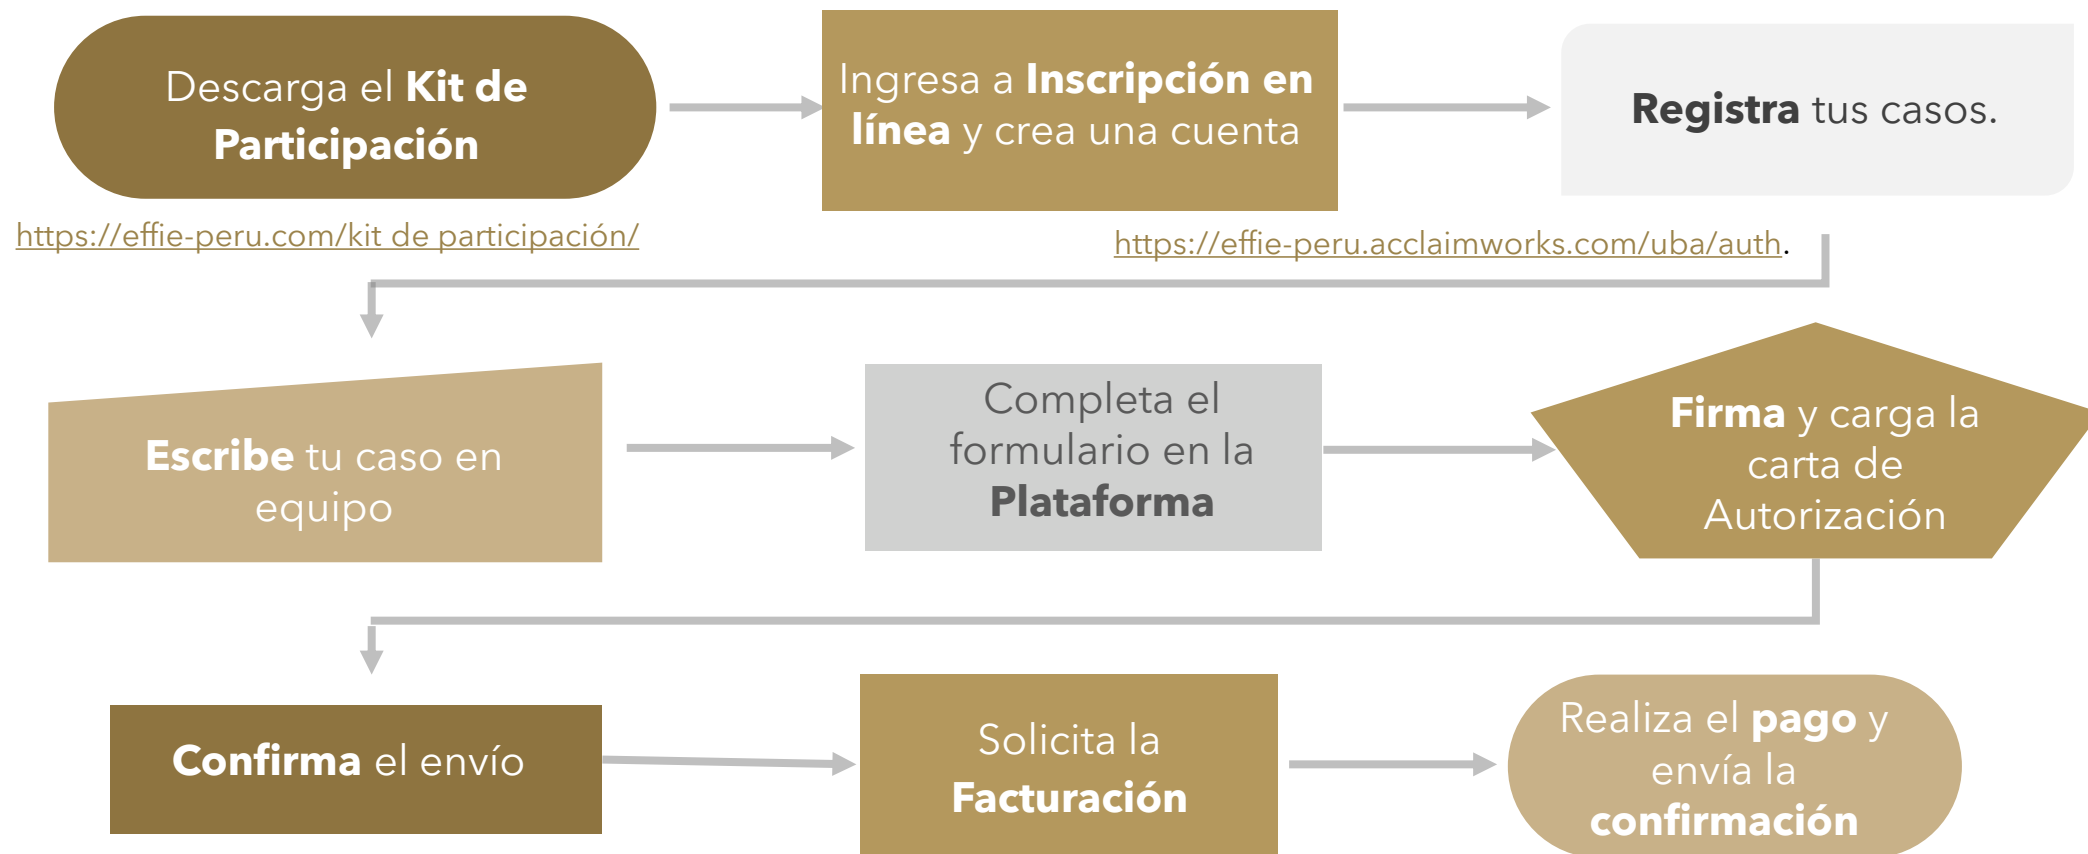 Descarga el Kit de
Participación
Ingresa a Inscripción en
línea y crea una cuenta
Registra tus casos.
https://effie-peru.com/kit de participación/
https://effie-peru.acclaimworks.com/uba/auth.
Escribe tu caso en
equipo
Completa el
formulario en la
Plataforma
Firma y carga la
carta de
Autorización
Confirma el envío
Solicita la
Facturación
Realiza el pago y
envía la
confirmación